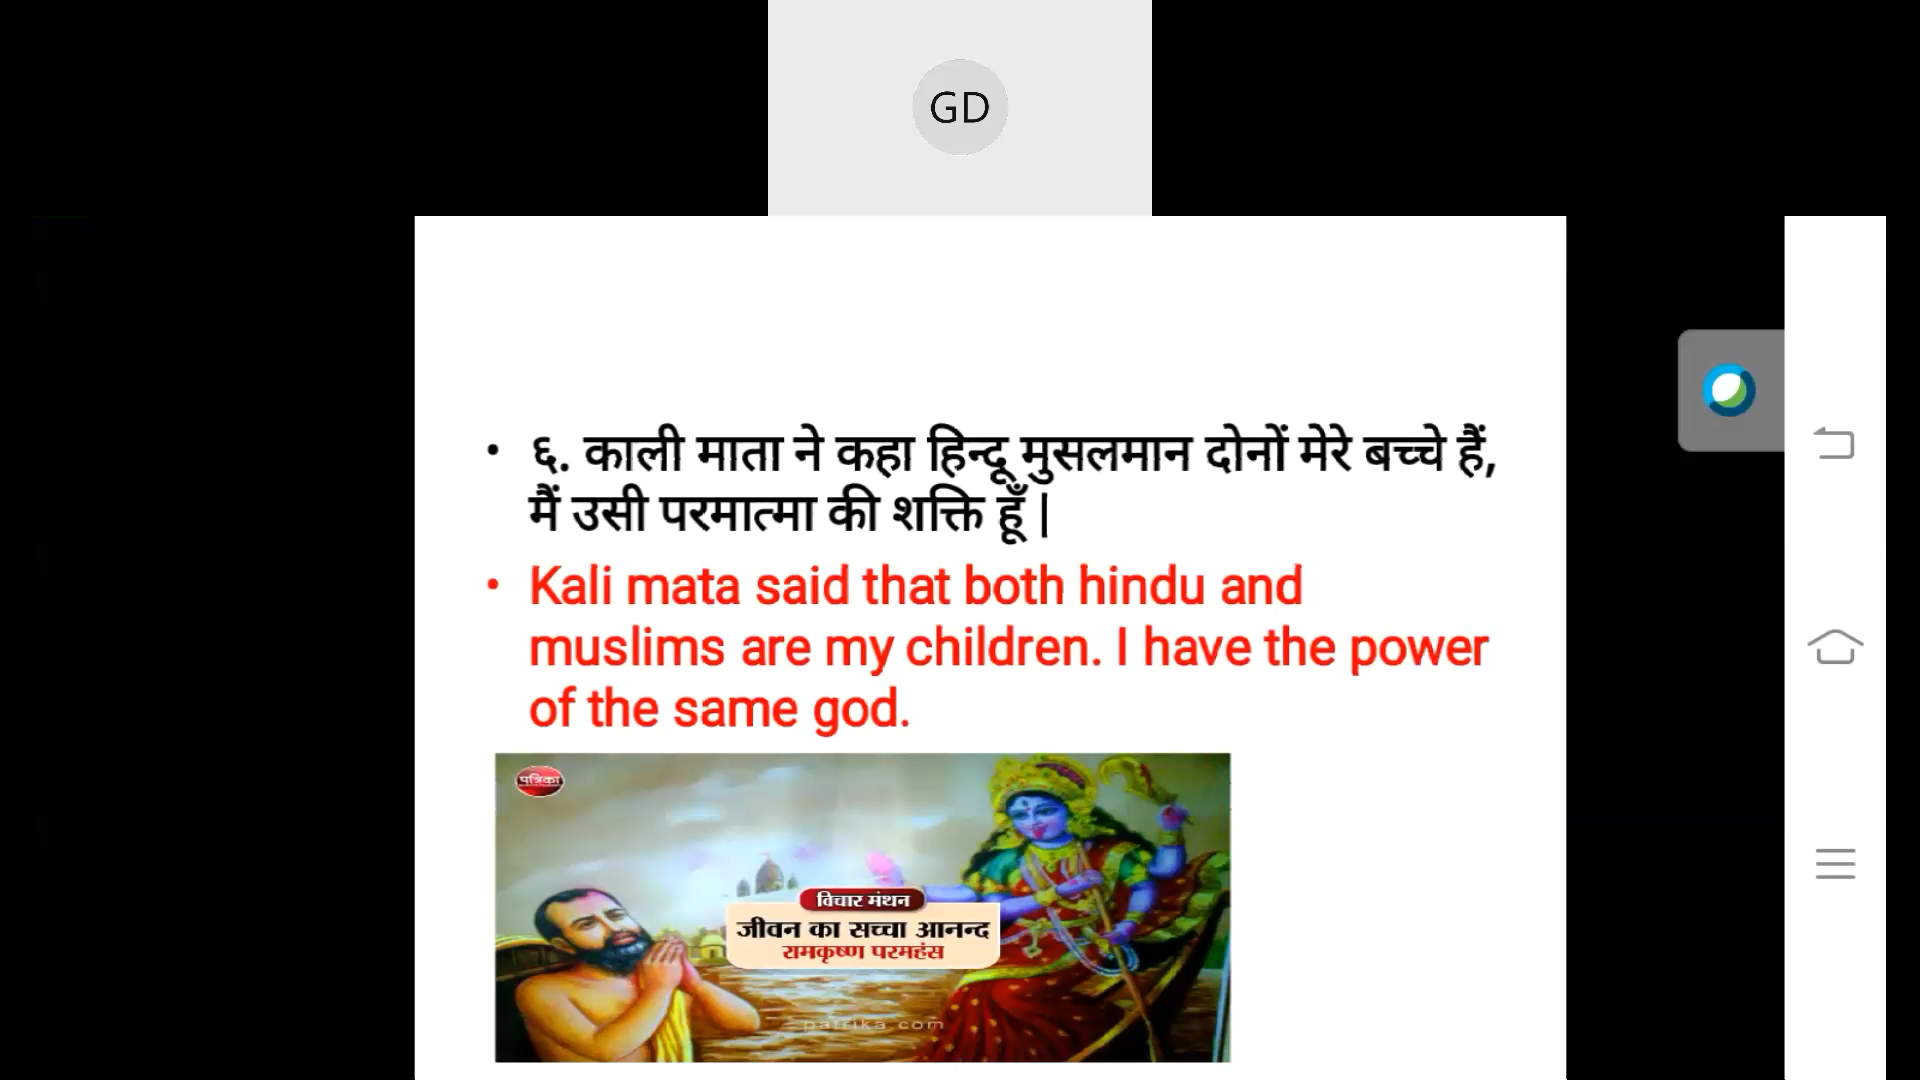 GD
• ६. काली माता ने कहा हिन्दू मुसलमान दोनों मेरे बच्चे हैं,
मैं उसी परमात्मा की शक्ति हूँ |
• Kali mata said that both hindu and
muslims are my children. I have the power
of the same god.
पत्रिका
विचार मंथन
जीवन का सच्चा आनन्द
रामकृष्ण परमहंस
patrika.com